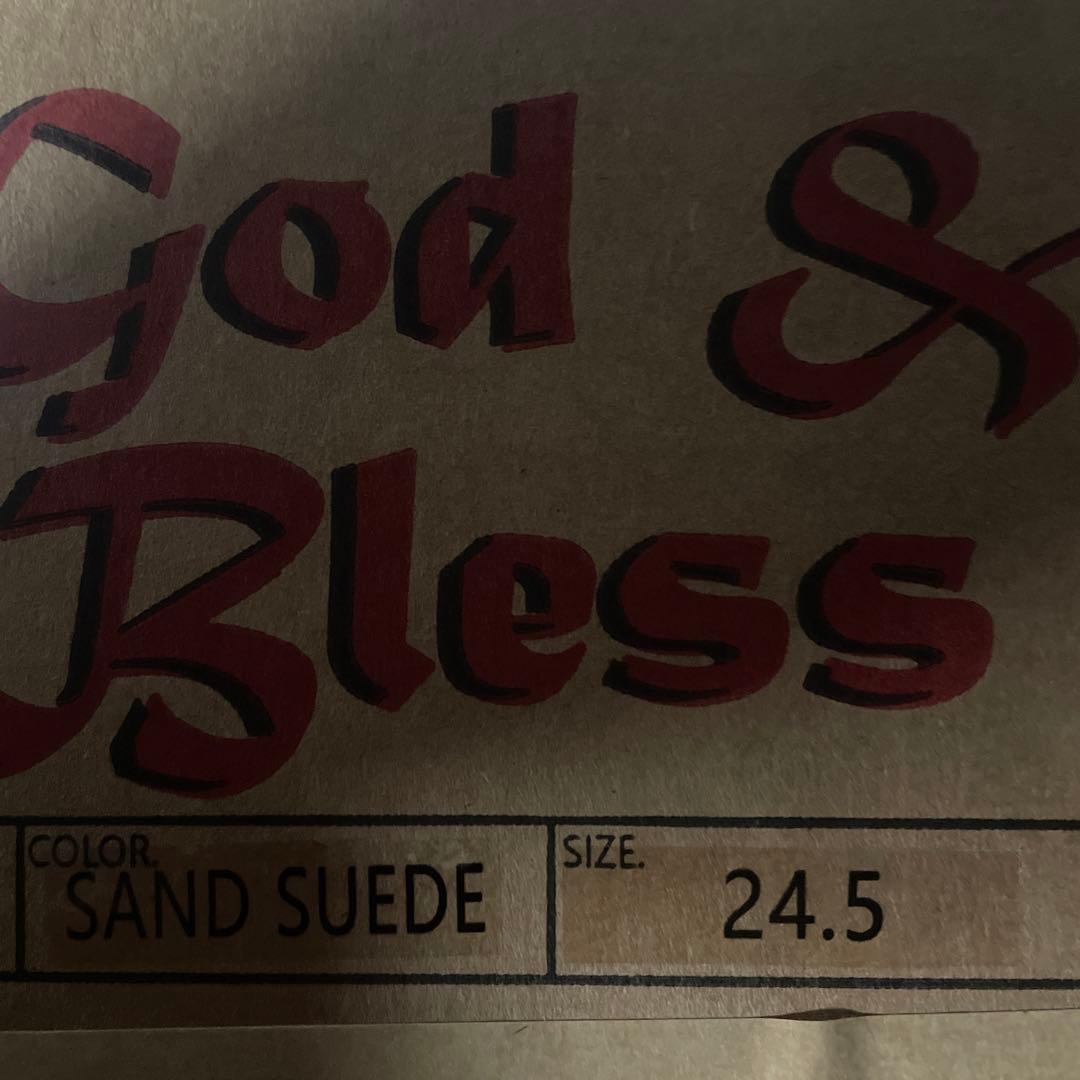 God &
Bless
COLOR. SIZE.
SAND SUEDE 24.5